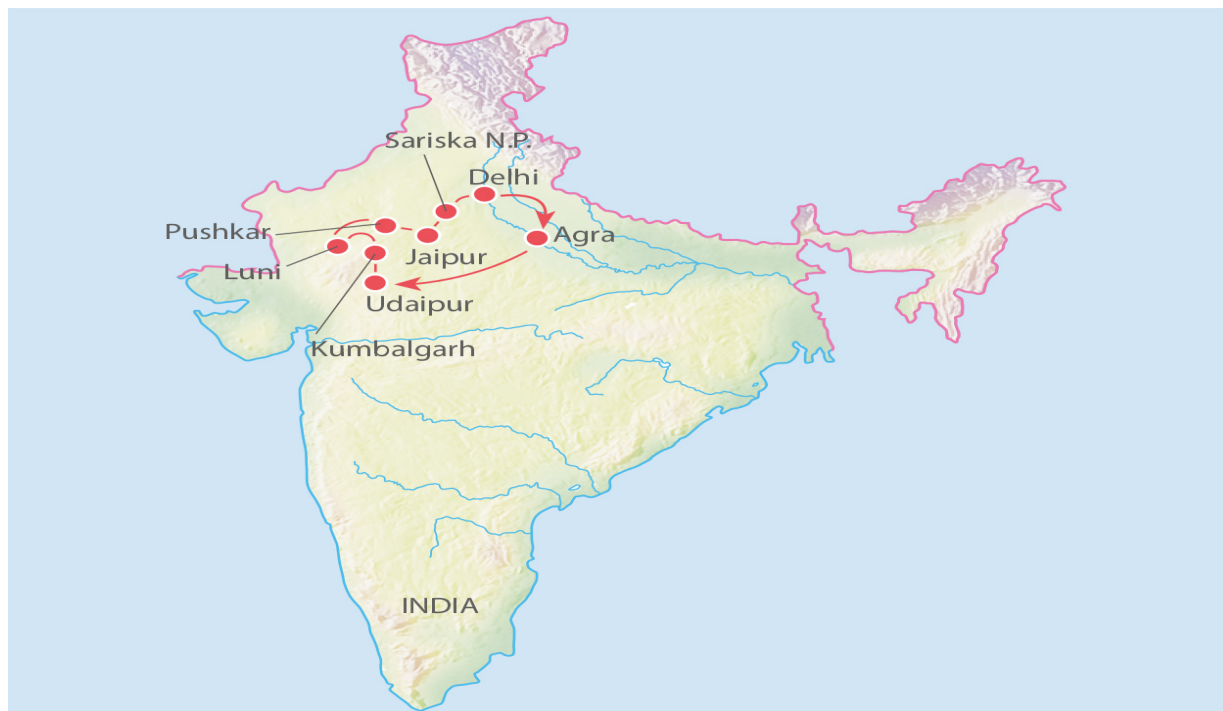 Sariska N.P.
Delhi
Pushkar
Agra
Jaipur
Luni
Udaipur
Kumbalgarh
INDIA